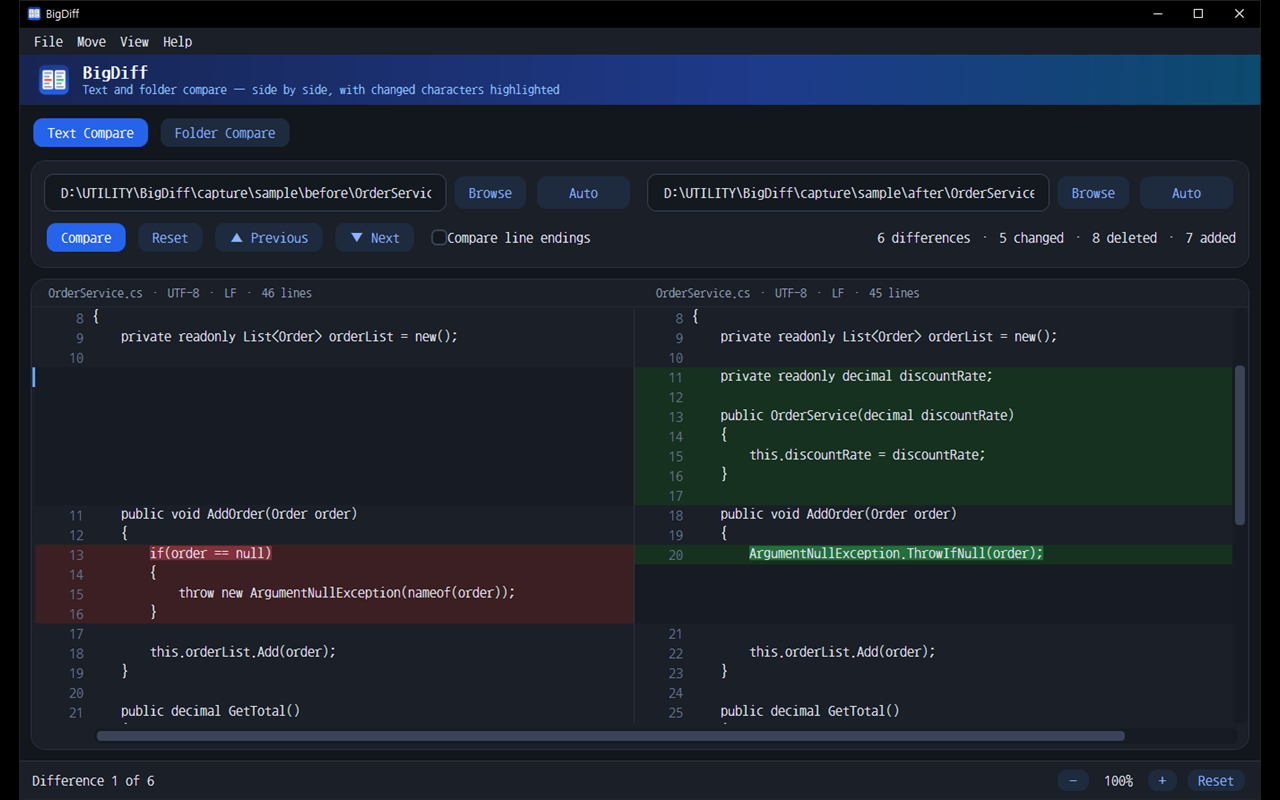 BigDiff
File Move View Help
BigDiff
Text and folder compare — side by side, with changed characters highlighted
Text Compare Folder Compare
D:\UTILITY\BigDiff\capture\sample\before\OrderServic Browse Auto D:\UTILITY\BigDiff\capture\sample\after\OrderService Browse Auto
Compare Reset ▲ Previous ▼ Next Compare line endings 6 differences · 5 changed · 8 deleted · 7 added
OrderService.cs · UTF-8 · LF · 46 lines
8 {
9 private readonly List<Order> orderList = new();
10
11 public void AddOrder(Order order)
12 {
13 if(order == null)
14 {
15 throw new ArgumentNullException(nameof(order));
16 }
17
18 this.orderList.Add(order);
19 }
20
21 public decimal GetTotal()
OrderService.cs · UTF-8 · LF · 45 lines
8 {
9 private readonly List<Order> orderList = new();
10
11 private readonly decimal discountRate;
12
13 public OrderService(decimal discountRate)
14 {
15 this.discountRate = discountRate;
16 }
17
18 public void AddOrder(Order order)
19 {
20 ArgumentNullException.ThrowIfNull(order);
21
22 this.orderList.Add(order);
23 }
24
25 public decimal GetTotal()
Difference 1 of 6 − 100% + Reset